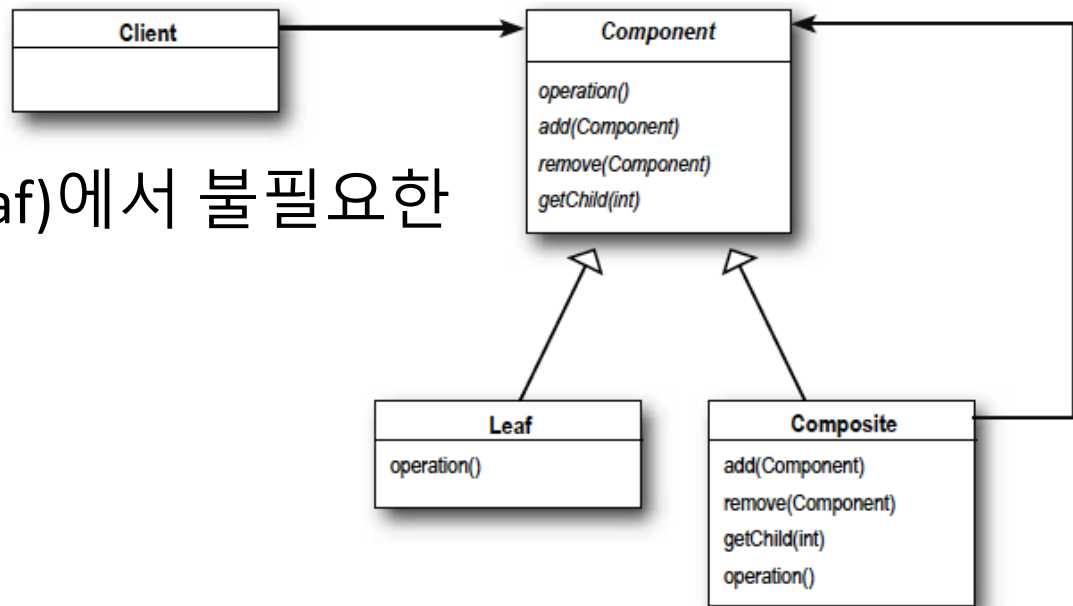 Client
Component
operation()
add(Component)
remove(Component)
getChild(int)
af)에서 불필요한
Leaf
operation()
Composite
add(Component)
remove(Component)
getChild(int)
operation()